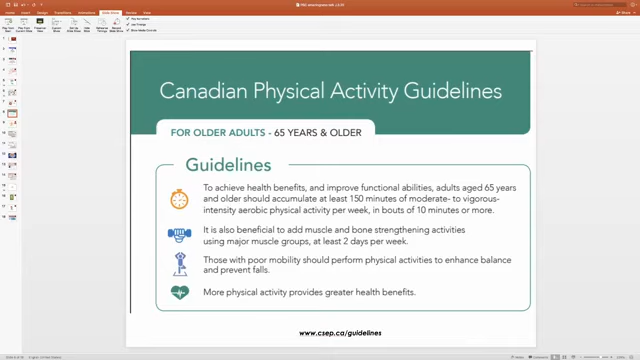 Canadian Physical Activity Guidelines
FOR OLDER ADULTS - 65 YEARS & OLDER
Guidelines
To achieve health benefits, and improve functional abilities, adults aged 65 years
and older should accumulate at least 150 minutes of moderate- to vigorous-
intensity aerobic physical activity per week, in bouts of 10 minutes or more.
It is also beneficial to add muscle and bone strengthening activities
using major muscle groups, at least 2 days per week.
Those with poor mobility should perform physical activities to enhance balance
and prevent falls.
More physical activity provides greater health benefits.
www.csep.ca/guidelines